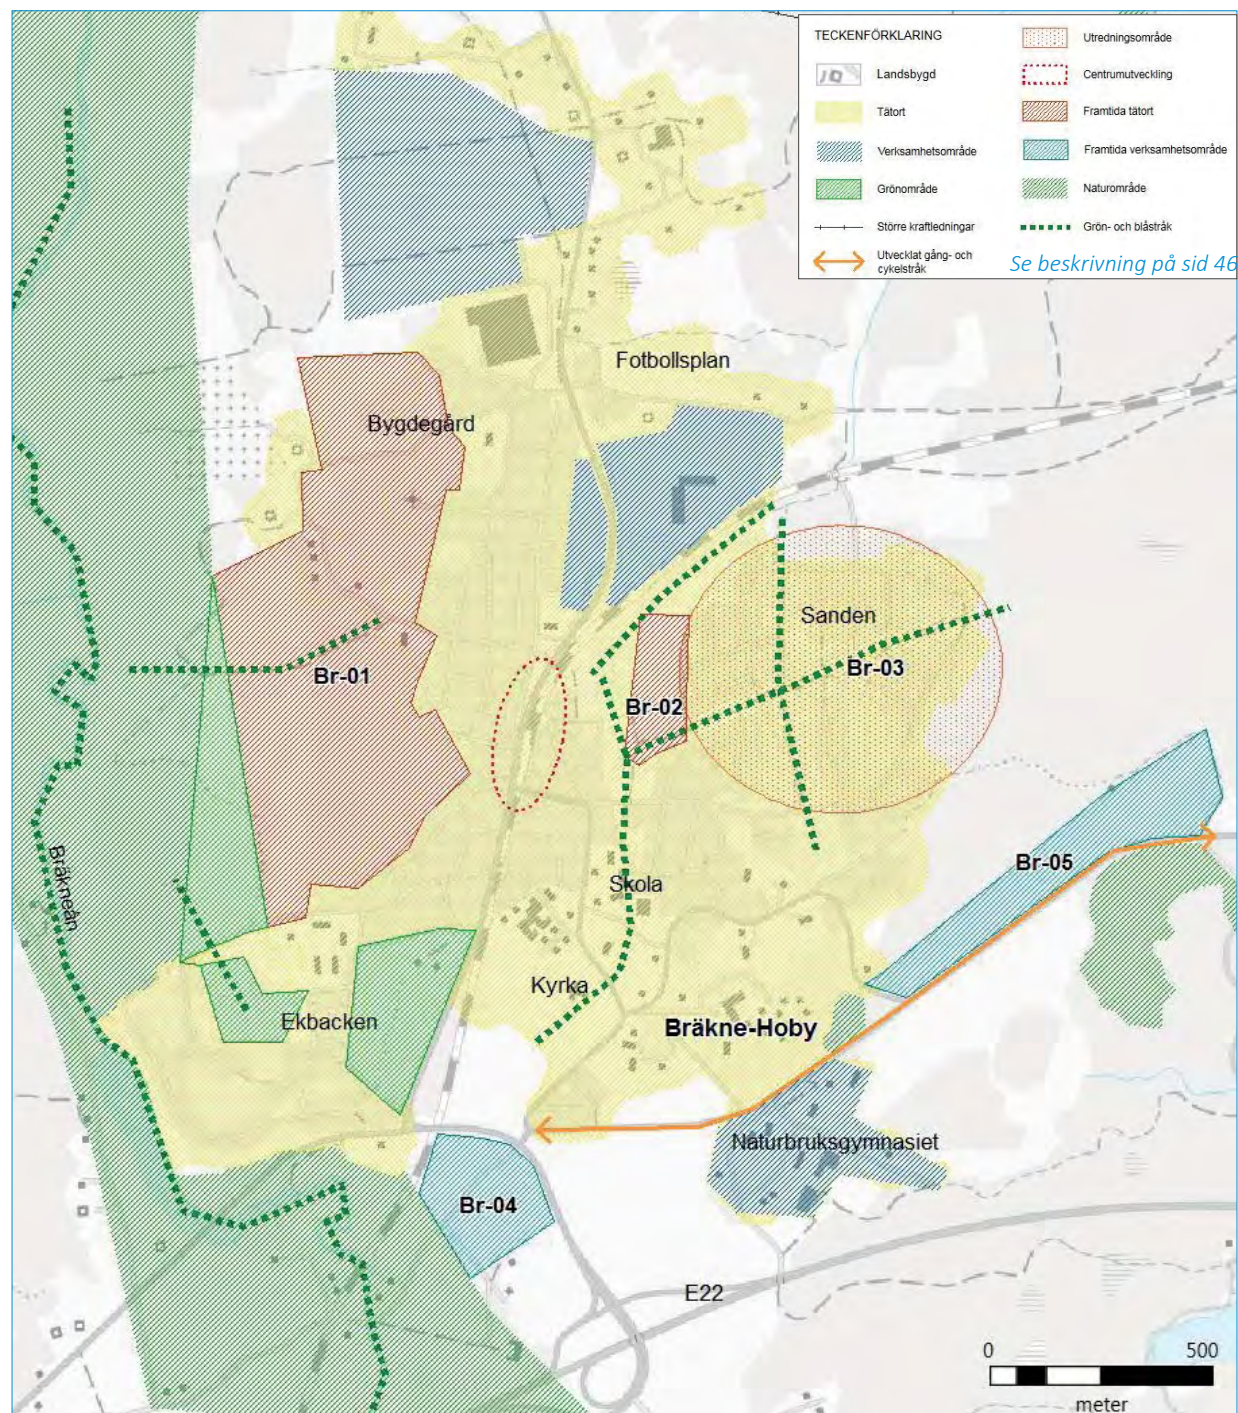 TECKENFÖRKLARING
Landsbygd
Tätort
Verksamhetsområde
Grönområde
Större kraftledningar
Utvecklat gång- och
cykelstråk
Utredningsområde
Centrumutveckling
Framtida tätort
Framtida verksamhetsområde
Naturområde
Grön- och blåstråk
Se beskrivning på sid 46
Fotbollsplan
Bygdegård
Sanden
Br-01
Br-02
Br-03
Br-05
Bräkneån
Skola
Kyrka
Ekbacken
Bräkne-Hoby
Naturbruksgymnasiet
Br-04
E22
0 500
meter